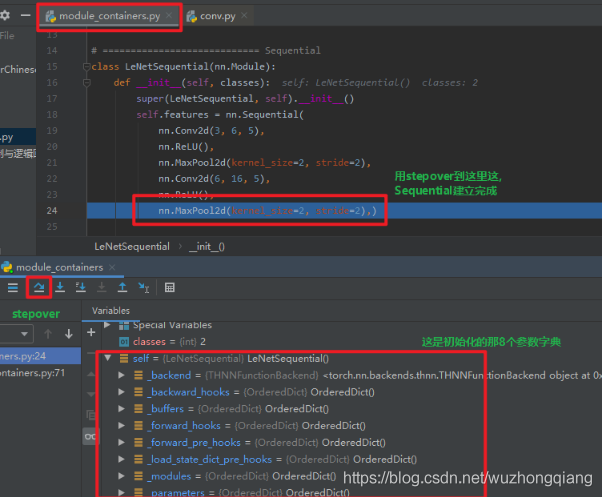 module_containers.py
conv.py
File
13
14
# ============================ Sequential
15
class LeNetSequential(nn.Module):
16
def __init__(self, classes): self: LeNetSequential() classes: 2
17
super(LeNetSequential, self).__init__()
18
self.features = nn.Sequential(
19
nn.Conv2d(3, 6, 5),
20
nn.ReLU(),
21
nn.MaxPool2d(kernel_size=2, stride=2),
22
nn.Conv2d(6, 16, 5),
23
nn.ReLU(),
24
nn.MaxPool2d(kernel_size=2, stride=2),)
用stepover到这里这,
Sequential建立完成
rChinese
.py
LeNetSequential › __init__()
module_containers
stepover
Variables
ners.py:24
ontainers.py:71
Special Variables
classes = {int} 2
这是初始化的那8个参数字典
self = {LeNetSequential} LeNetSequential()
_backend = {THNNFunctionBackend} <torch.nn.backends.thnn.THNNFunctionBackend object at 0x
_backward_hooks = {OrderedDict} OrderedDict()
_buffers = {OrderedDict} OrderedDict()
_forward_hooks = {OrderedDict} OrderedDict()
_forward_pre_hooks = {OrderedDict} OrderedDict()
_load_state_dict_pre_hooks = {OrderedDict} OrderedDict()
_modules = {OrderedDict} OrderedDict()
_parameters = {OrderedDict} OrderedDict()
https://blog.csdn.net/wuzhongqiang